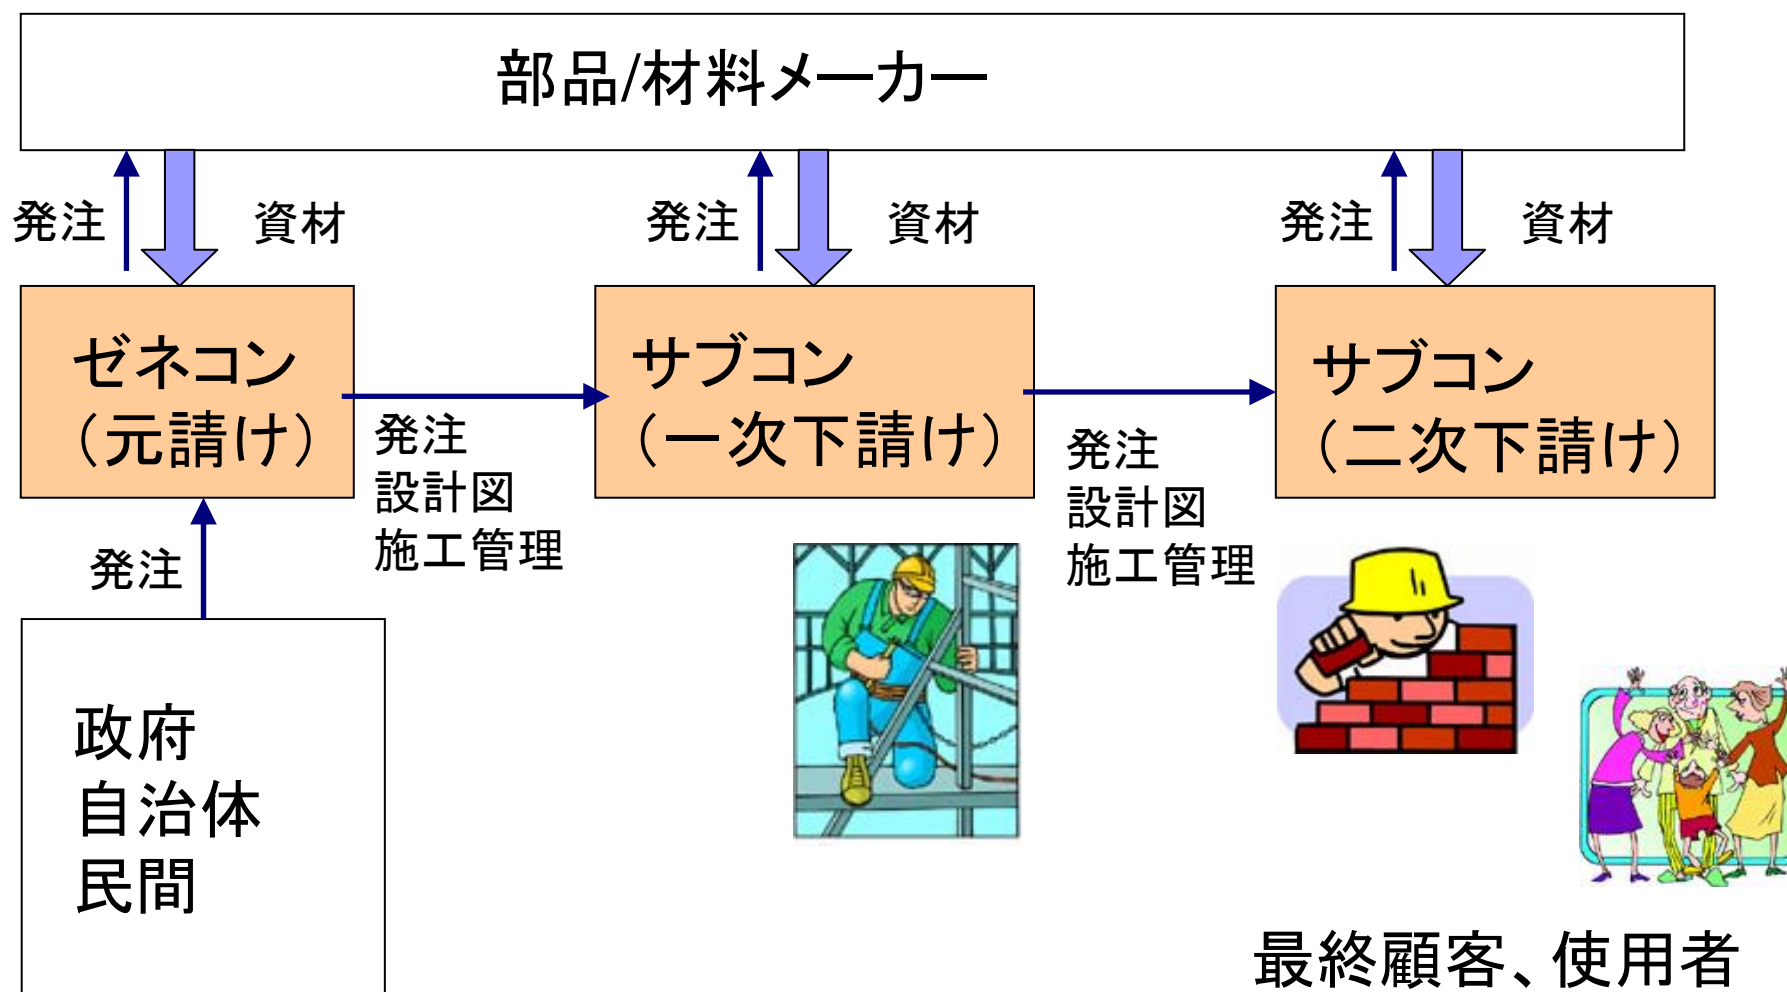 部品/材料メーカー
発注
資材
発注
資材
発注
資材
ゼネコン
（元請け）
発注
設計図
施工管理
サブコン
（一次下請け）
発注
設計図
施工管理
サブコン
（二次下請け）
発注
政府
自治体
民間
最終顧客、使用者